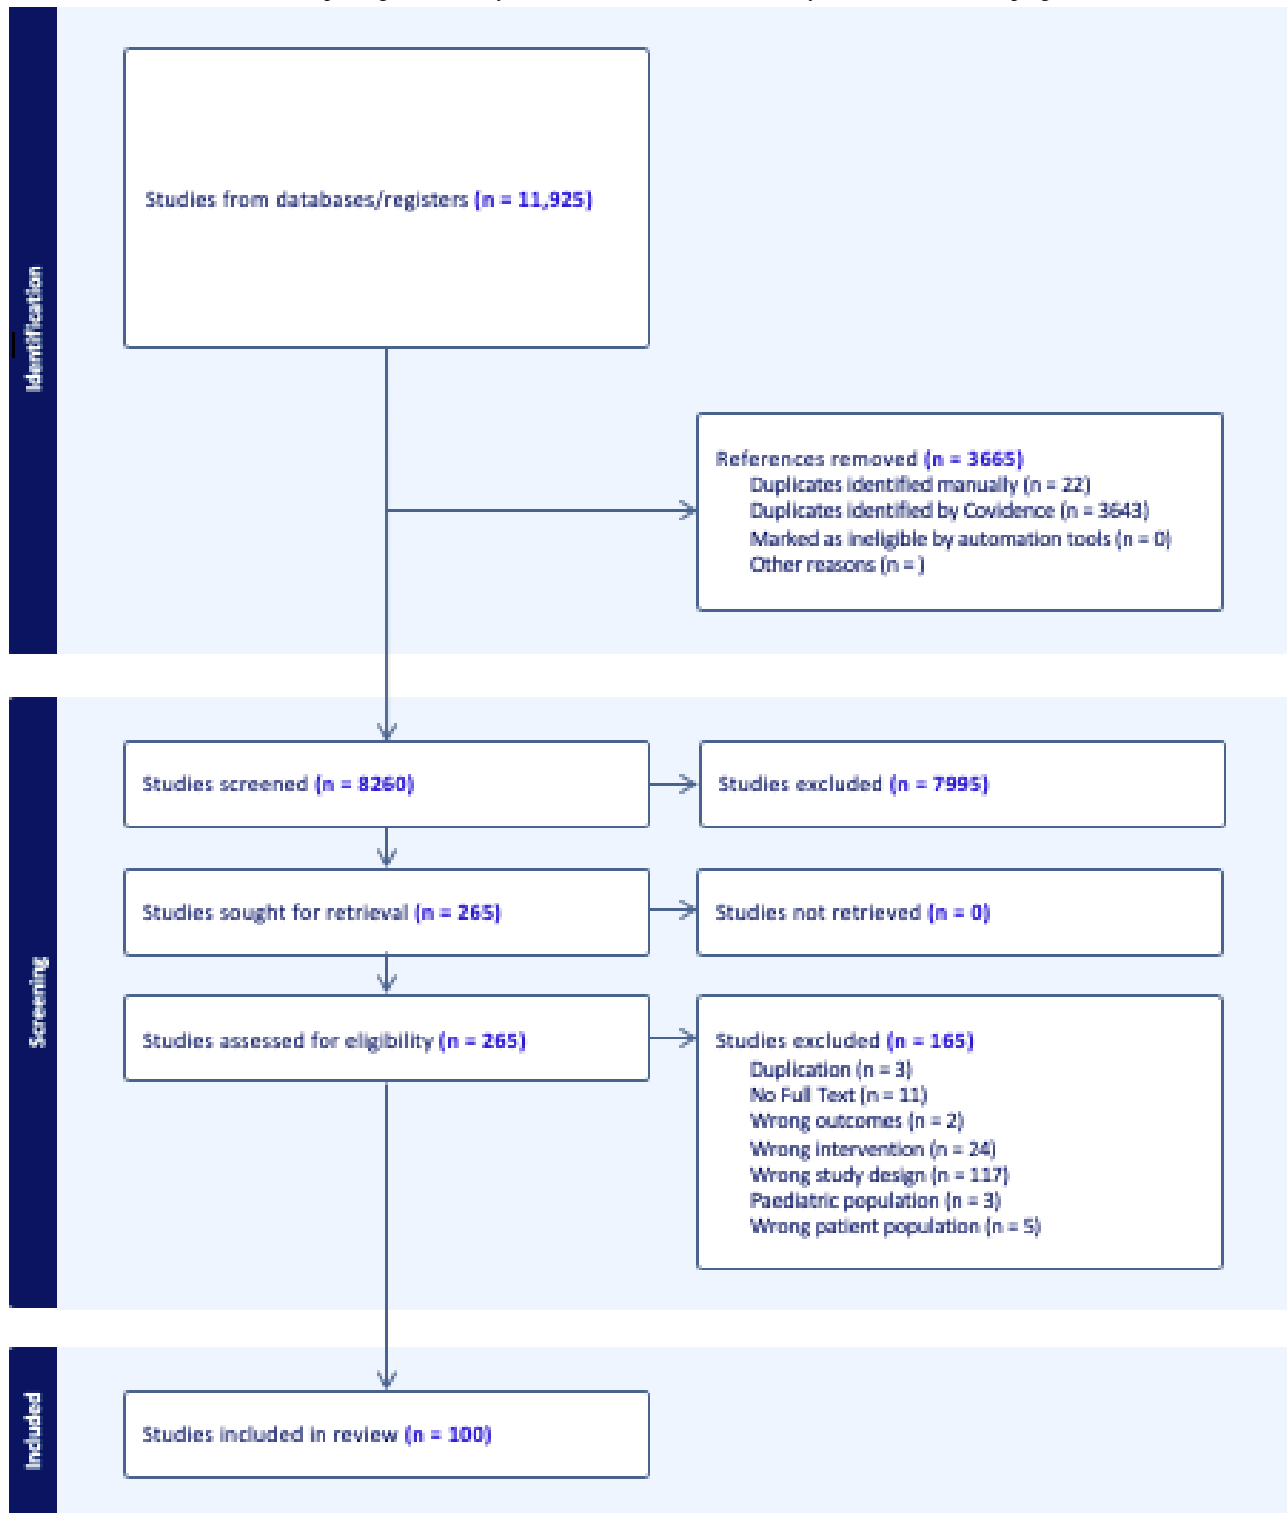 Identification
Studies from databases/registers (n = 11,925)
References removed (n = 3665)
Duplicates identified manually (n = 22)
Duplicates identified by Covidence (n = 3643)
Marked as ineligible by automation tools (n = 0)
Other reasons (n = )
Screening
Studies screened (n = 8260)
Studies excluded (n = 7995)
Studies sought for retrieval (n = 265)
Studies not retrieved (n = 0)
Studies assessed for eligibility (n = 265)
Studies excluded (n = 165)
Duplication (n = 3)
No Full Text (n = 11)
Wrong outcomes (n = 2)
Wrong intervention (n = 24)
Wrong study design (n = 117)
Paediatric population (n = 3)
Wrong patient population (n = 5)
Included
Studies included in review (n = 100)